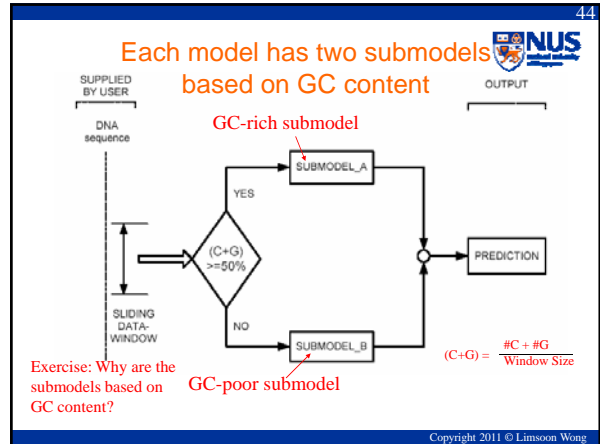 44
Each model has two submodels
based on GC content
NUS
SUPPLIED
BY USER
OUTPUT
DNA
sequence
GC-rich submodel
SUBMODEL_A
YES
(C+G)
>=50%
PREDICTION
SLIDING
DATA-
WINDOW
NO
SUBMODEL_B
(C+G) = #C + #G
Window Size
Exercise: Why are the
submodels based on
GC content?
GC-poor submodel
Copyright 2011 © Limsoon Wong